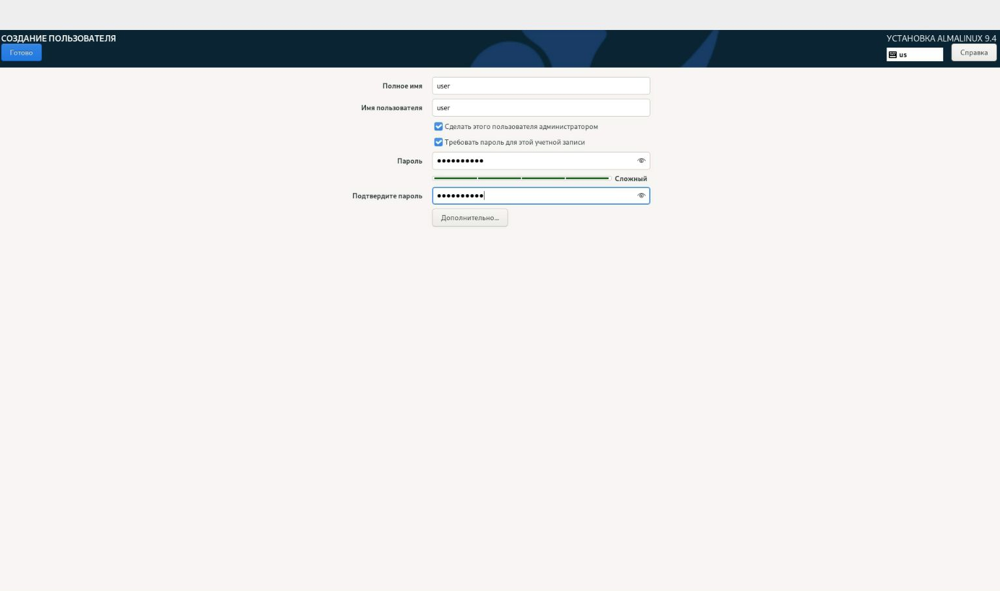 СОЗДАНИЕ ПОЛЬЗОВАТЕЛЯ
УСТАНОВКА ALMALINUX 9.4
Готово
us
Справка
Полное имя
user
Имя пользователя
user
Сделать этого пользователя администратором
Требовать пароль для этой учетной записи
Пароль
●●●●●●●●●●
Сложный
Подтвердите пароль
●●●●●●●●●●
Дополнительно...